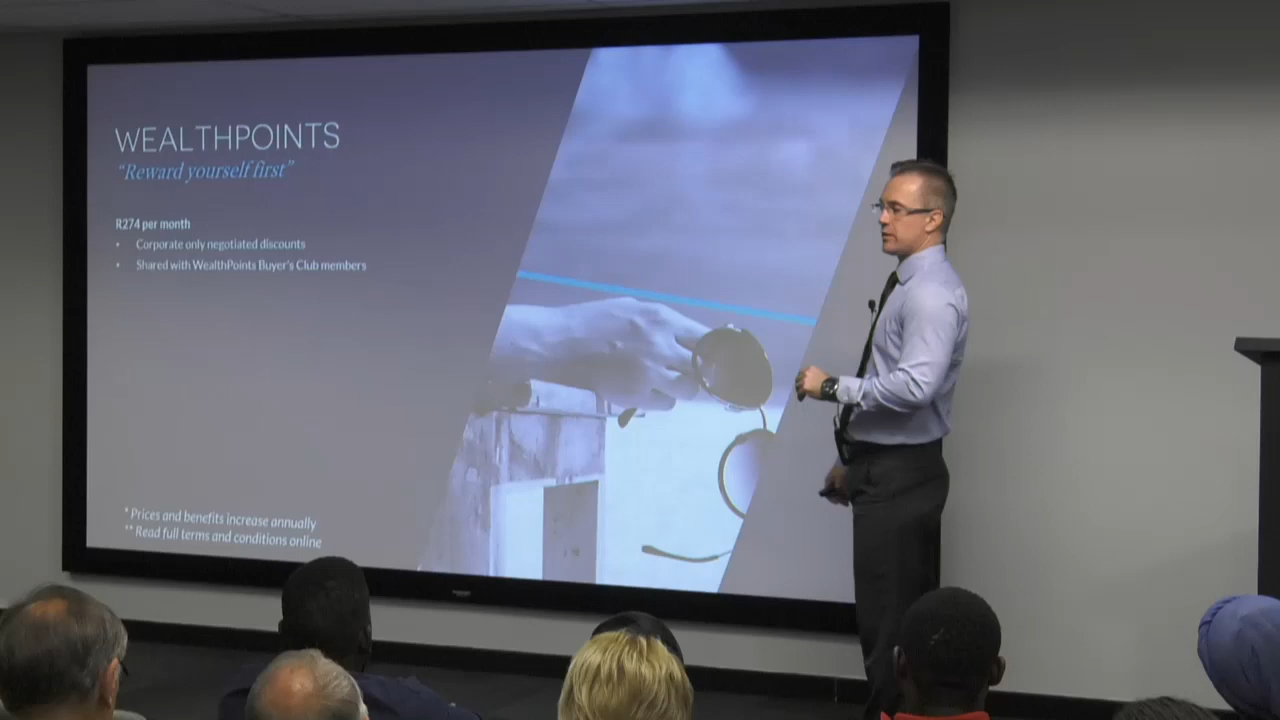 WEALTHPOINTS
“Reward yourself first”
R274 per month
• Corporate only negotiated discounts
• Shared with WealthPoints Buyer's Club members
* Prices and benefits increase annually
** Read full terms and conditions online